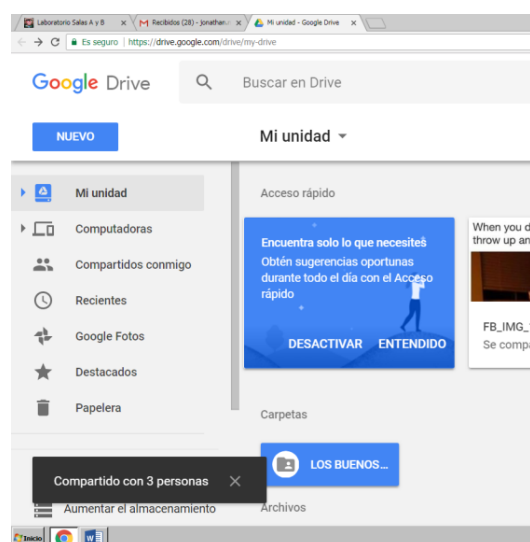 Laboratorio Salas A y B
Recibidos (28) - jonathan.r
Mi unidad - Google Drive
Es seguro | https://drive.google.com/drive/my-drive
Google Drive
Buscar en Drive
NUEVO
Mi unidad
Mi unidad
Computadoras
Compartidos conmigo
Recientes
Google Fotos
Destacados
Papelera
Acceso rápido
Encuentra solo lo que necesites
Obtén sugerencias oportunas
durante todo el día con el Acceso
rápido
DESACTIVAR ENTENDIDO
When you d
throw up an
FB_IMG_
Se compa
Carpetas
LOS BUENOS...
Compartido con 3 personas
Aumentar el almacenamiento
Archivos
Inicio